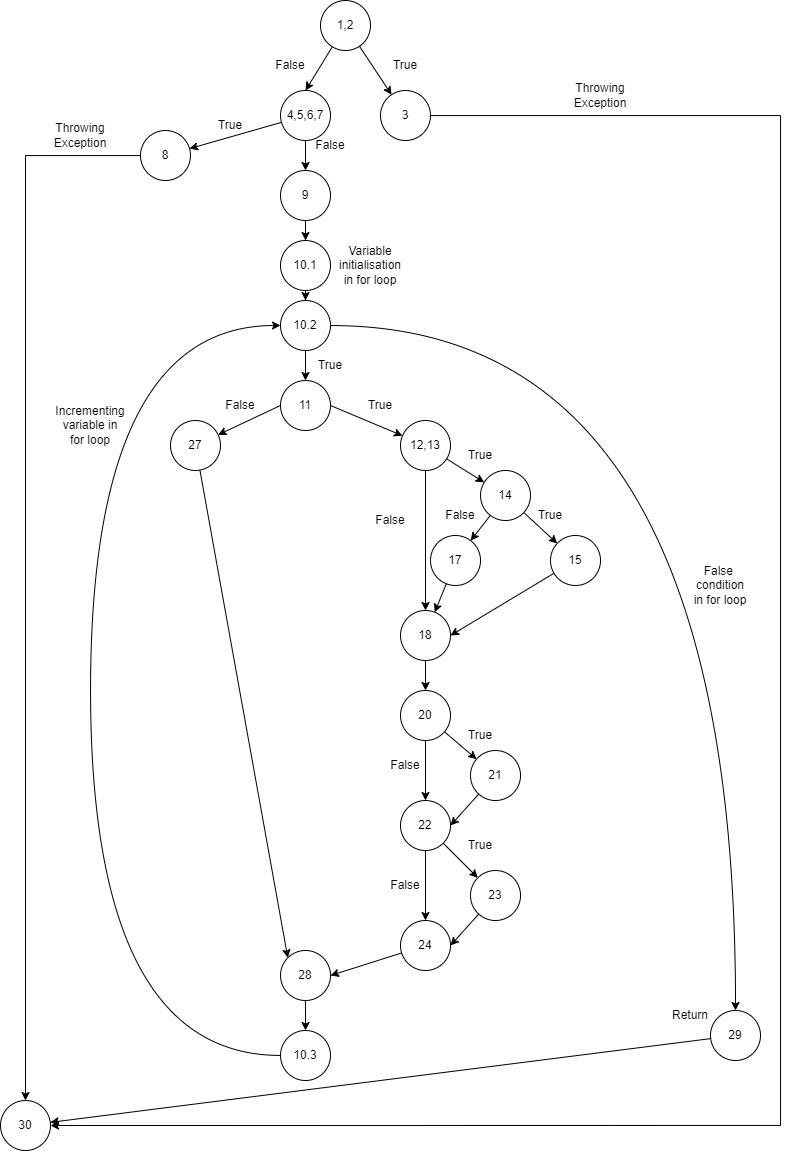 1,2
False
True
Throwing
Exception
4,5,6,7
3
Throwing
Exception
True
8
False
9
10.1
Variable
initialisation
in for loop
10.2
True
11
False
True
Incrementing
variable in
for loop
27
12,13
True
14
False
False
True
17
15
False
condition
in for loop
18
20
True
False
21
22
True
False
23
24
28
Return
29
10.3
30